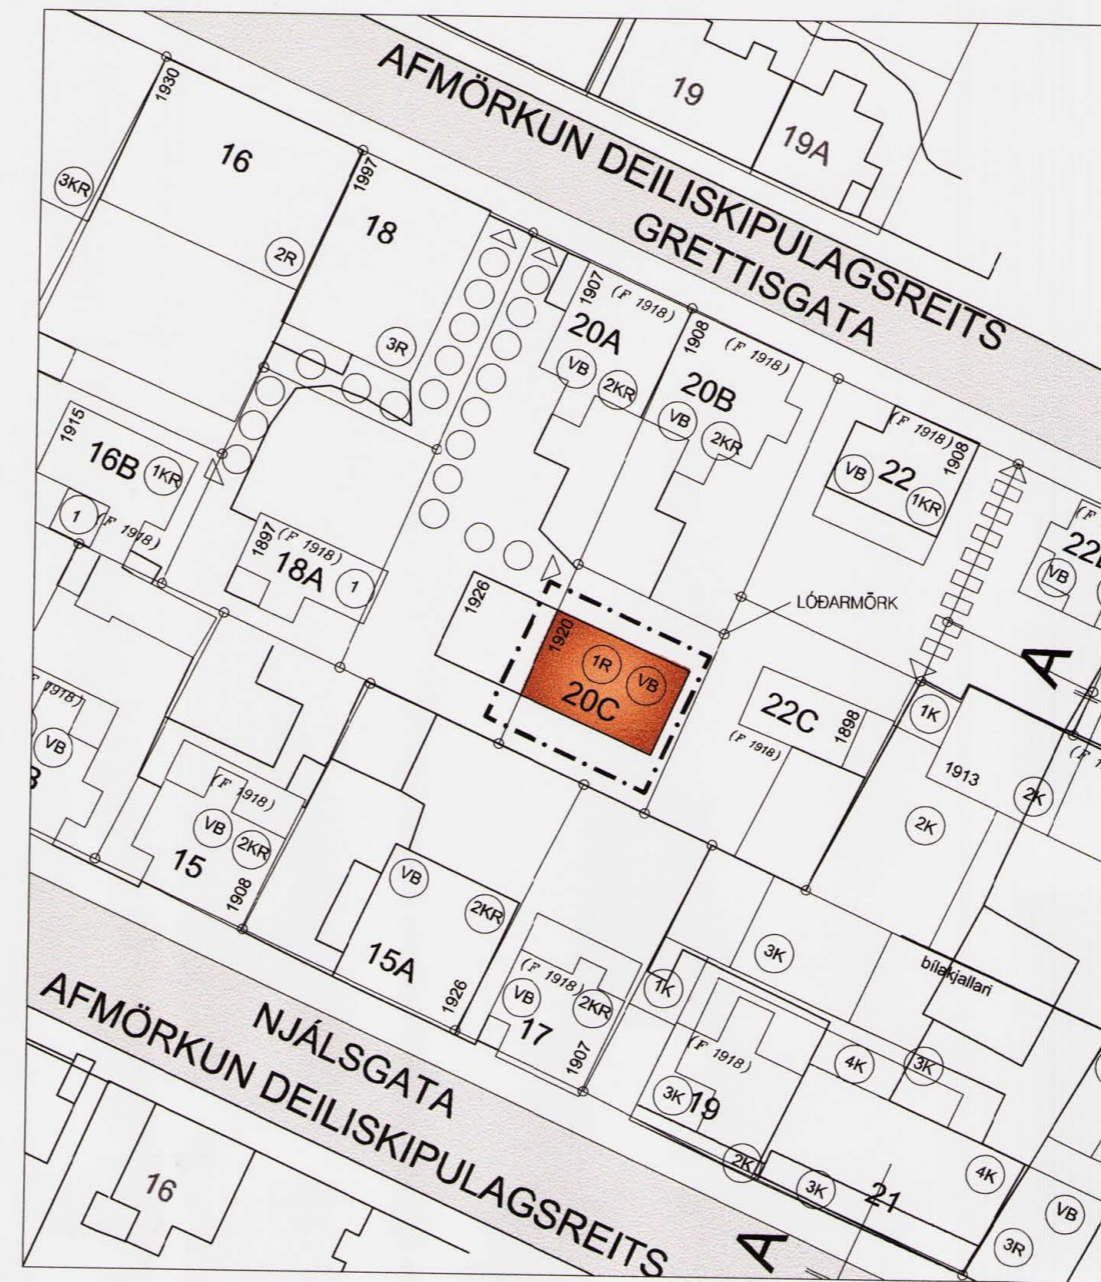 AFMÖRKUN DEILISKIPULAGSREITS
GRETTISGATA
19
19A
1930
16
3KR
2R
1997
18
3R
1907
(F 1918)
20A
VB
2KR
1908
(F 1918)
20B
VB
2KR
(F 1918)
1908
22
VB
1KR
22
VB
1915
16B
1KR
1
(F 1918)
1897
(F 1918)
18A
1
1926
1920
1R
VB
20C
LÓÐARMÖRK
A
22C
1898
(F 1918)
1K
1913
2K
2K
1918)
VB
(F 1918)
VB
2KR
15
1908
VB
2KR
15A
1926
(F 1918)
VB
2KR
17
1907
3K
1K
bílakjallari
(F 1918)
4K
3K
3K
19
2K
3K
21
4K
VB
3R
NJÁLSGATA
AFMÖRKUN DEILISKIPULAGSREITS
A
16